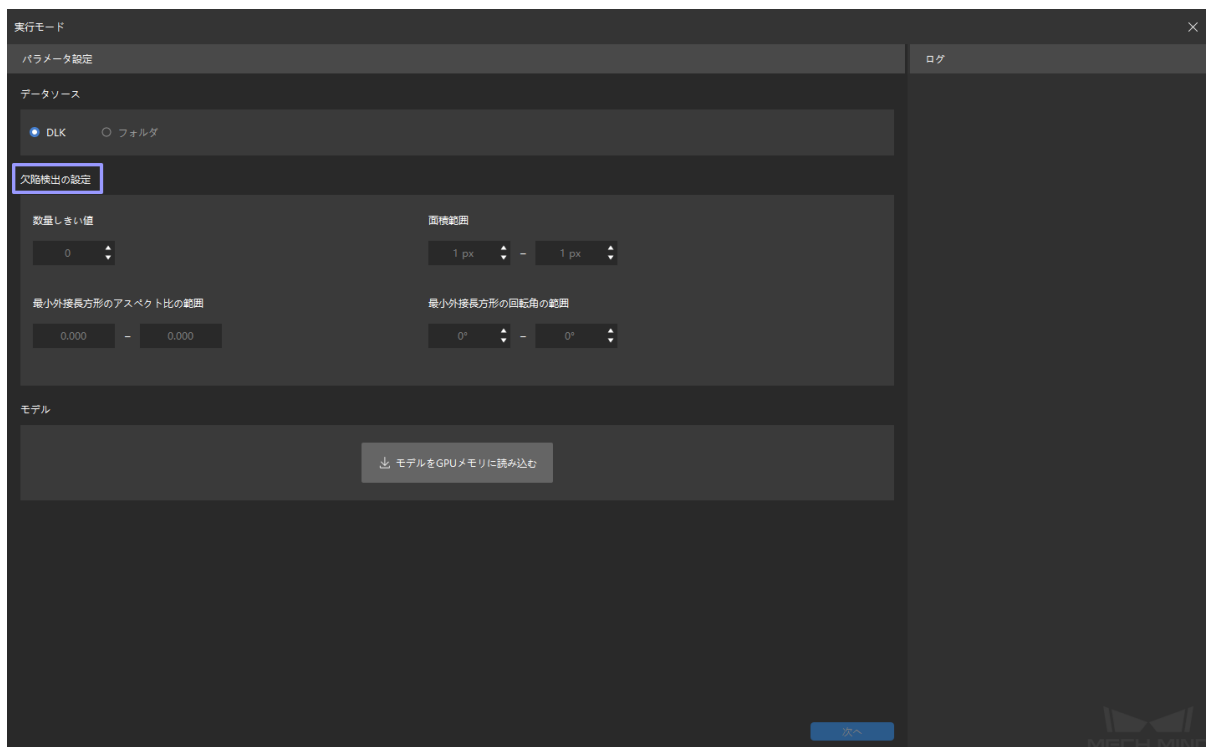 実行モード
パラメータ設定
ログ
データソース
DLK フォルダ
欠陥検出の設定
数量しきい値 面積範囲
0 1 px – 1 px
最小外接長方形のアスペクト比の範囲 最小外接長方形の回転角の範囲
0.000 – 0.000 0° – 0°
モデル
モデルをGPUメモリに読み込む
次へ
MECH MIND